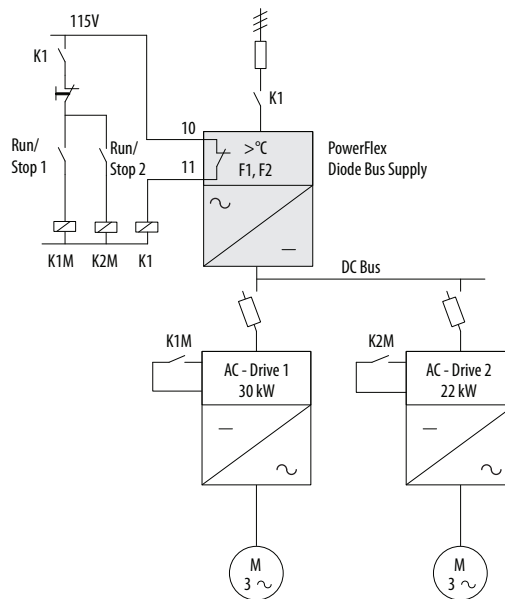 115V
K1
K1
10
>°C
F1, F2
11
PowerFlex
Diode Bus Supply
Run/
Stop 1
Run/
Stop 2
K1M
K2M
K1
DC Bus
K1M
AC - Drive 1
30 kW
K2M
AC - Drive 2
22 kW
M
3 ~
M
3 ~